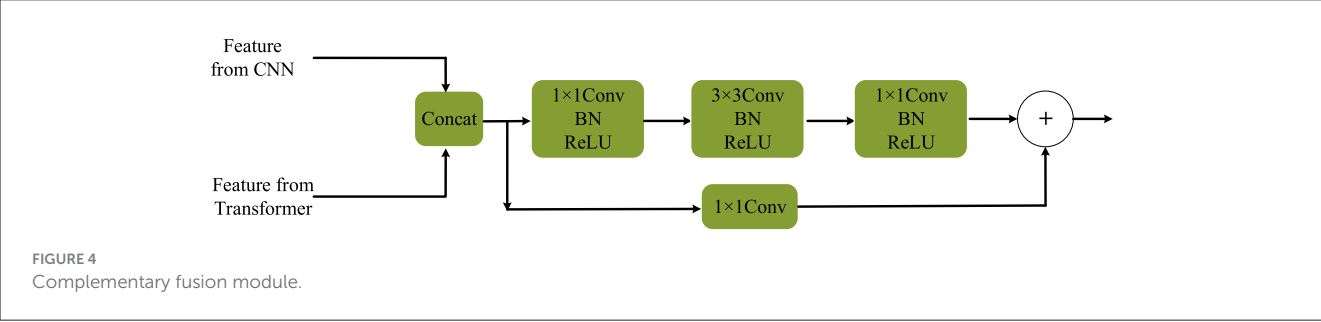 Feature
from CNN
Concat
Feature from
Transformer
1×1Conv
BN
ReLU
3×3Conv
BN
ReLU
1×1Conv
BN
ReLU
+
1×1Conv
FIGURE 4
Complementary fusion module.